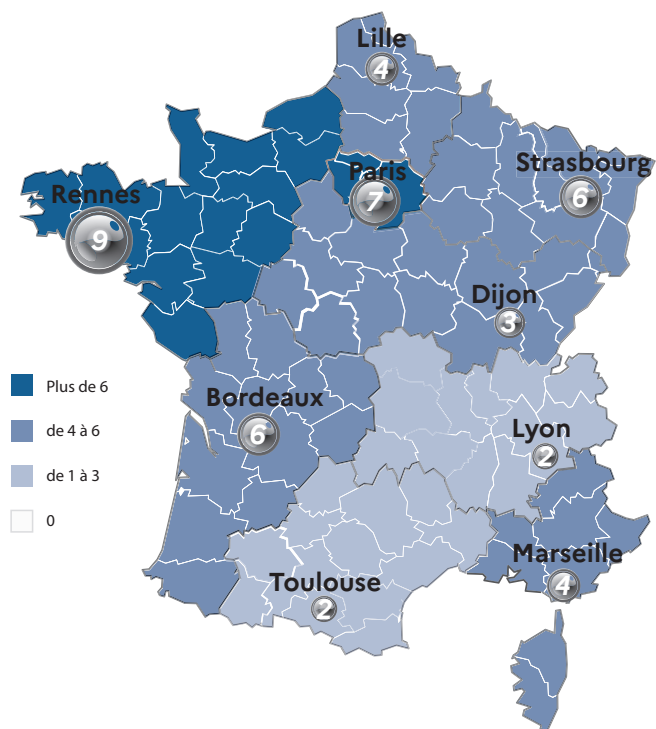 Lille
4
Paris
7
Strasbourg
6
Rennes
9
Dijon
3
Plus de 6
de 4 à 6
de 1 à 3
0
Bordeaux
6
Lyon
2
Marseille
4
Toulouse
2